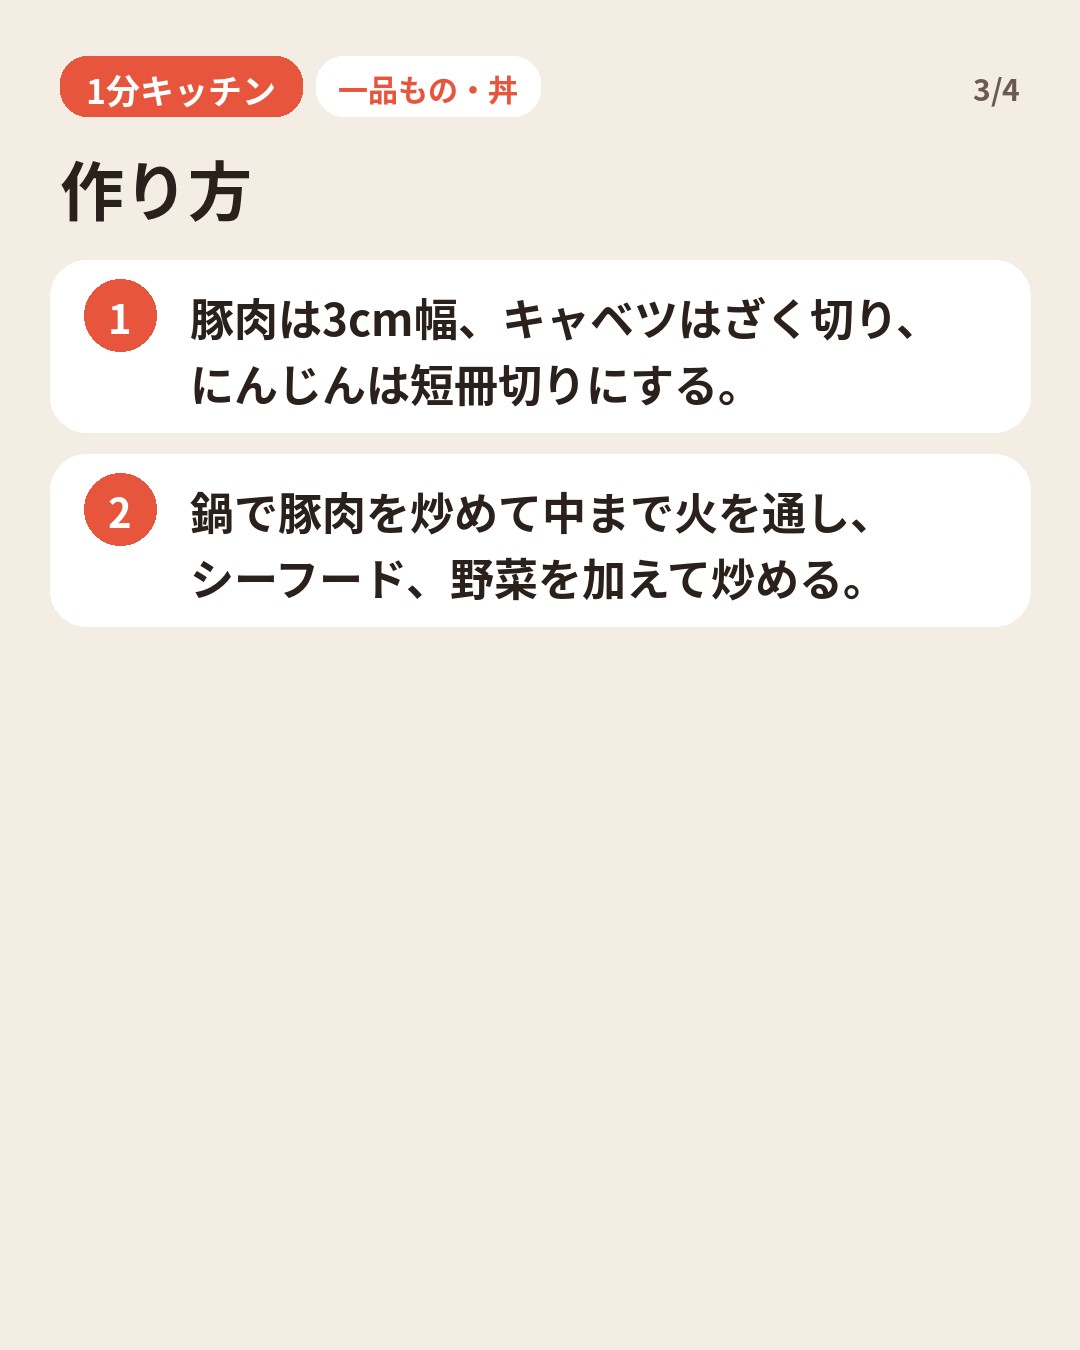 1分キッチン
一品もの・丼
3/4
作り方
1
豚肉は3cm幅、キャベツはざく切り、
にんじんは短冊切りにする。
2
鍋で豚肉を炒めて中まで火を通し、
シーフード、野菜を加えて炒める。